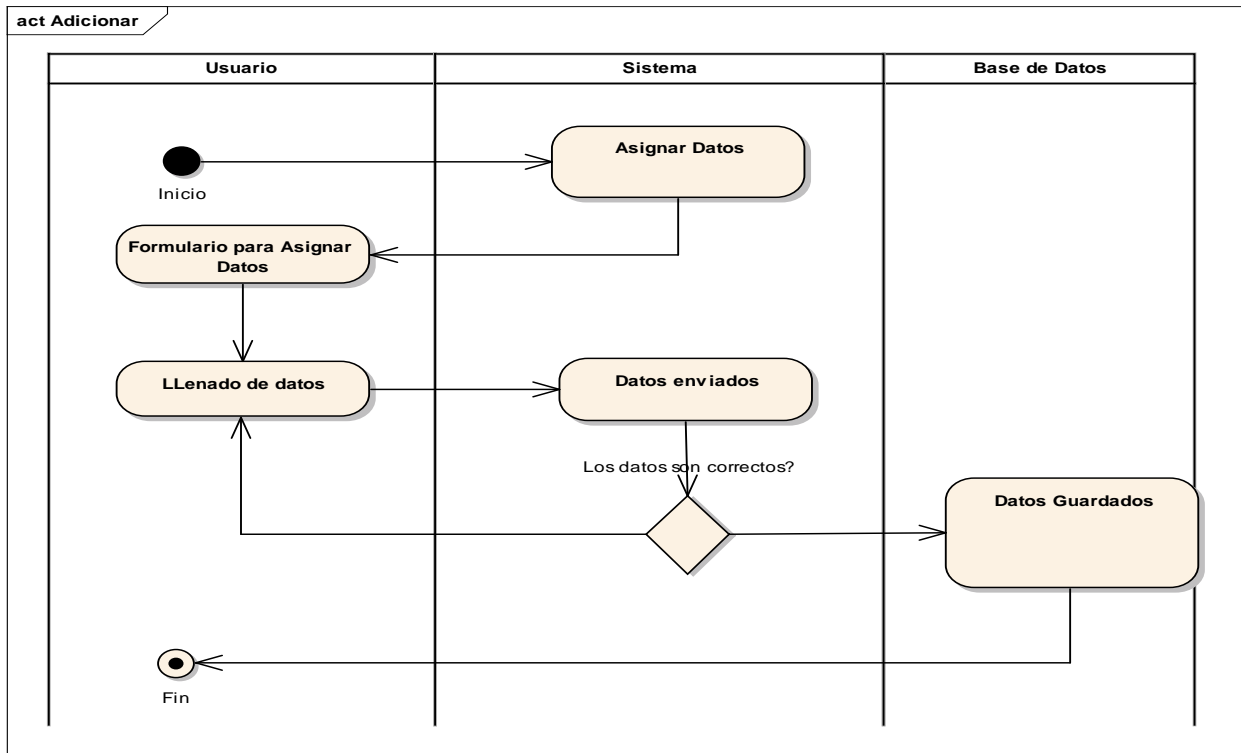 act Adicionar
Usuario
Sistema
Base de Datos
Asignar Datos
Inicio
Formulario para Asignar
Datos
LLenado de datos
Datos enviados
Los datos son correctos?
Datos Guardados
Fin